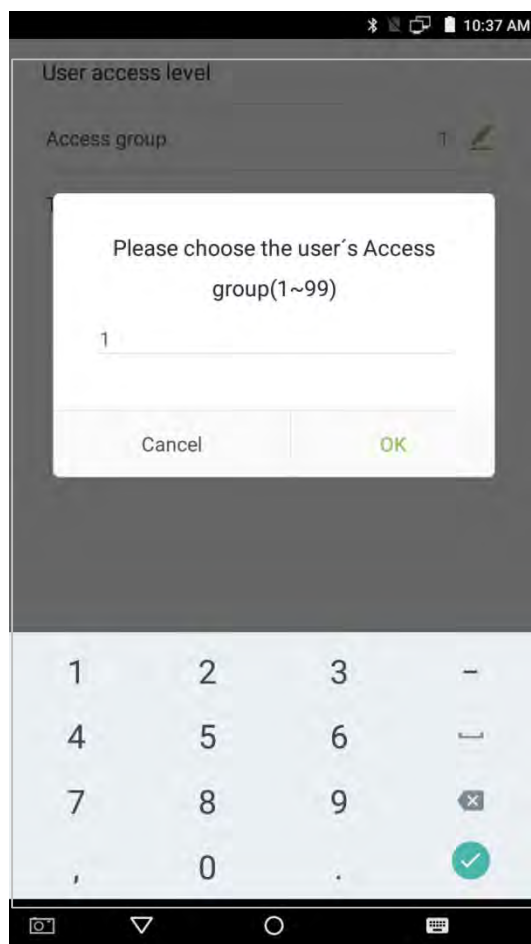 10:37 AM
User access level
Access group 1
T
Please choose the user´s Access
group(1~99)
1
Cancel OK
1 2 3 -
4 5 6
7 8 9
, 0 .